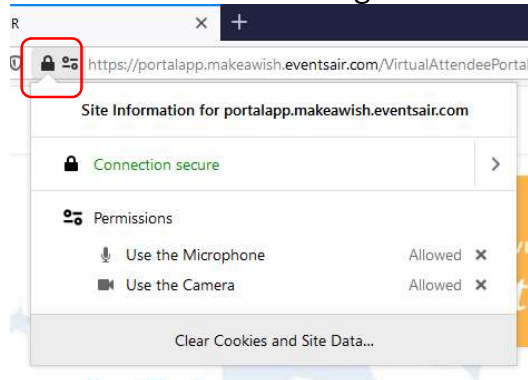 R
https://portalapp.makeawish.eventsair.com/VirtualAttendeePortal
Site Information for portalapp.makeawish.eventsair.com
Connection secure
Permissions
Use the Microphone Allowed
Use the Camera Allowed
Clear Cookies and Site Data...